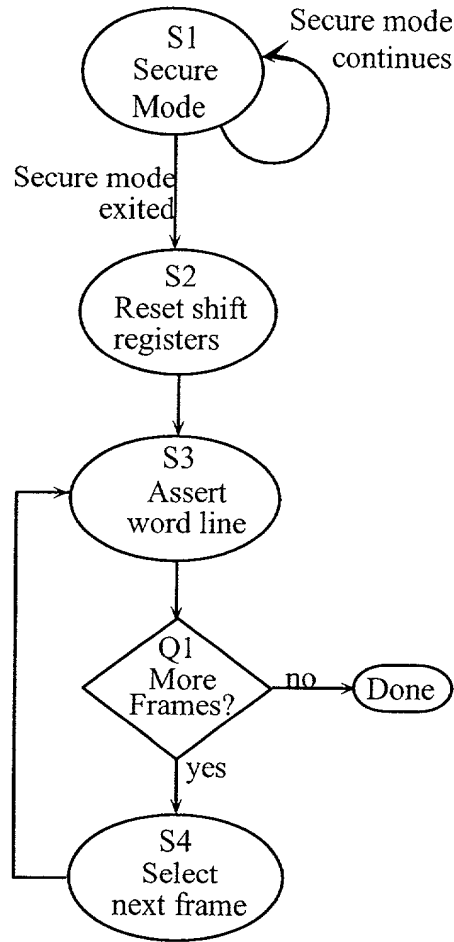 S1
Secure
Mode
Secure mode
continues
Secure mode
exited
S2
Reset shift
registers
S3
Assert
word line
Q1
More
Frames?
no
Done
yes
S4
Select
next frame